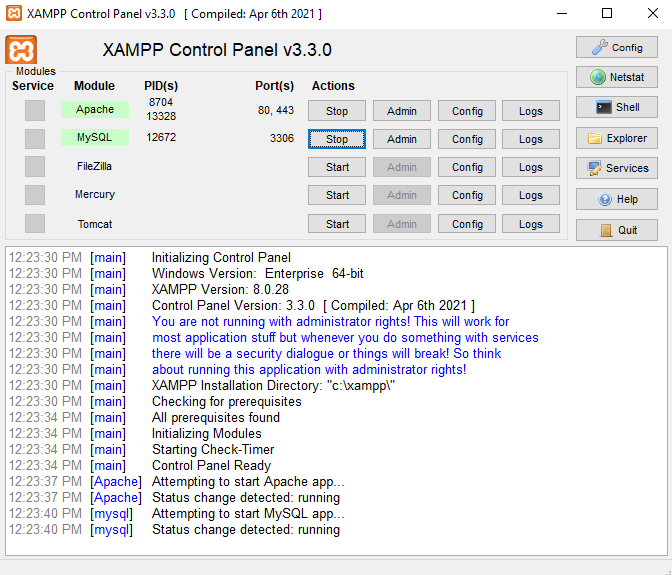 XAMPP Control Panel v3.3.0 [ Compiled: Apr 6th 2021 ]
XAMPP Control Panel v3.3.0
Config
Netstat
Shell
Explorer
Services
Help
Quit
Modules
Service Module PID(s) Port(s) Actions
Apache 8704 13328 80, 443 Stop Admin Config Logs
MySQL 12672 3306 Stop Admin Config Logs
FileZilla Start Admin Config Logs
Mercury Start Admin Config Logs
Tomcat Start Admin Config Logs
12:23:30 PM [main] Initializing Control Panel
12:23:30 PM [main] Windows Version: Enterprise 64-bit
12:23:30 PM [main] XAMPP Version: 8.0.28
12:23:30 PM [main] Control Panel Version: 3.3.0 [ Compiled: Apr 6th 2021 ]
12:23:30 PM [main] You are not running with administrator rights! This will work for
12:23:30 PM [main] most application stuff but whenever you do something with services
12:23:30 PM [main] there will be a security dialogue or things will break! So think
12:23:30 PM [main] about running this application with administrator rights!
12:23:30 PM [main] XAMPP Installation Directory: "c:\xampp\"
12:23:30 PM [main] Checking for prerequisites
12:23:34 PM [main] All prerequisites found
12:23:34 PM [main] Initializing Modules
12:23:34 PM [main] Starting Check-Timer
12:23:34 PM [main] Control Panel Ready
12:23:37 PM [Apache] Attempting to start Apache app...
12:23:37 PM [Apache] Status change detected: running
12:23:40 PM [mysql] Attempting to start MySQL app...
12:23:40 PM [mysql] Status change detected: running